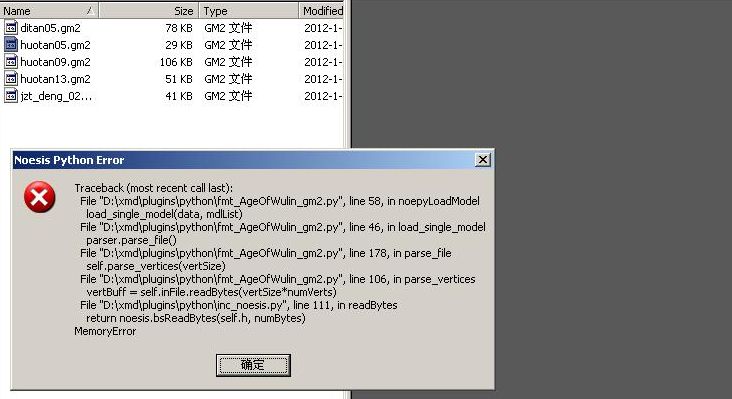 Name Size Type Modified
ditan05.gm2 78 KB GM2 文件 2012-1-
huotan05.gm2 29 KB GM2 文件 2012-1-
huotan09.gm2 106 KB GM2 文件 2012-1-
huotan13.gm2 51 KB GM2 文件 2012-1-
jzt_deng_02... 41 KB GM2 文件 2012-1-
Noesis Python Error
Traceback (most recent call last):
File "D:\xmd\plugins\python\fmt_AgeOfWulin_gm2.py", line 58, in noepyLoadModel
load_single_model(data, mdlList)
File "D:\xmd\plugins\python\fmt_AgeOfWulin_gm2.py", line 46, in load_single_model
parser.parse_file()
File "D:\xmd\plugins\python\fmt_AgeOfWulin_gm2.py", line 178, in parse_file
self.parse_vertices(vertSize)
File "D:\xmd\plugins\python\fmt_AgeOfWulin_gm2.py", line 106, in parse_vertices
vertBuff = self.inFile.readBytes(vertSize*numVerts)
File "D:\xmd\plugins\python\inc_noesis.py", line 111, in readBytes
return noesis.bsReadBytes(self.h, numBytes)
MemoryError
确定